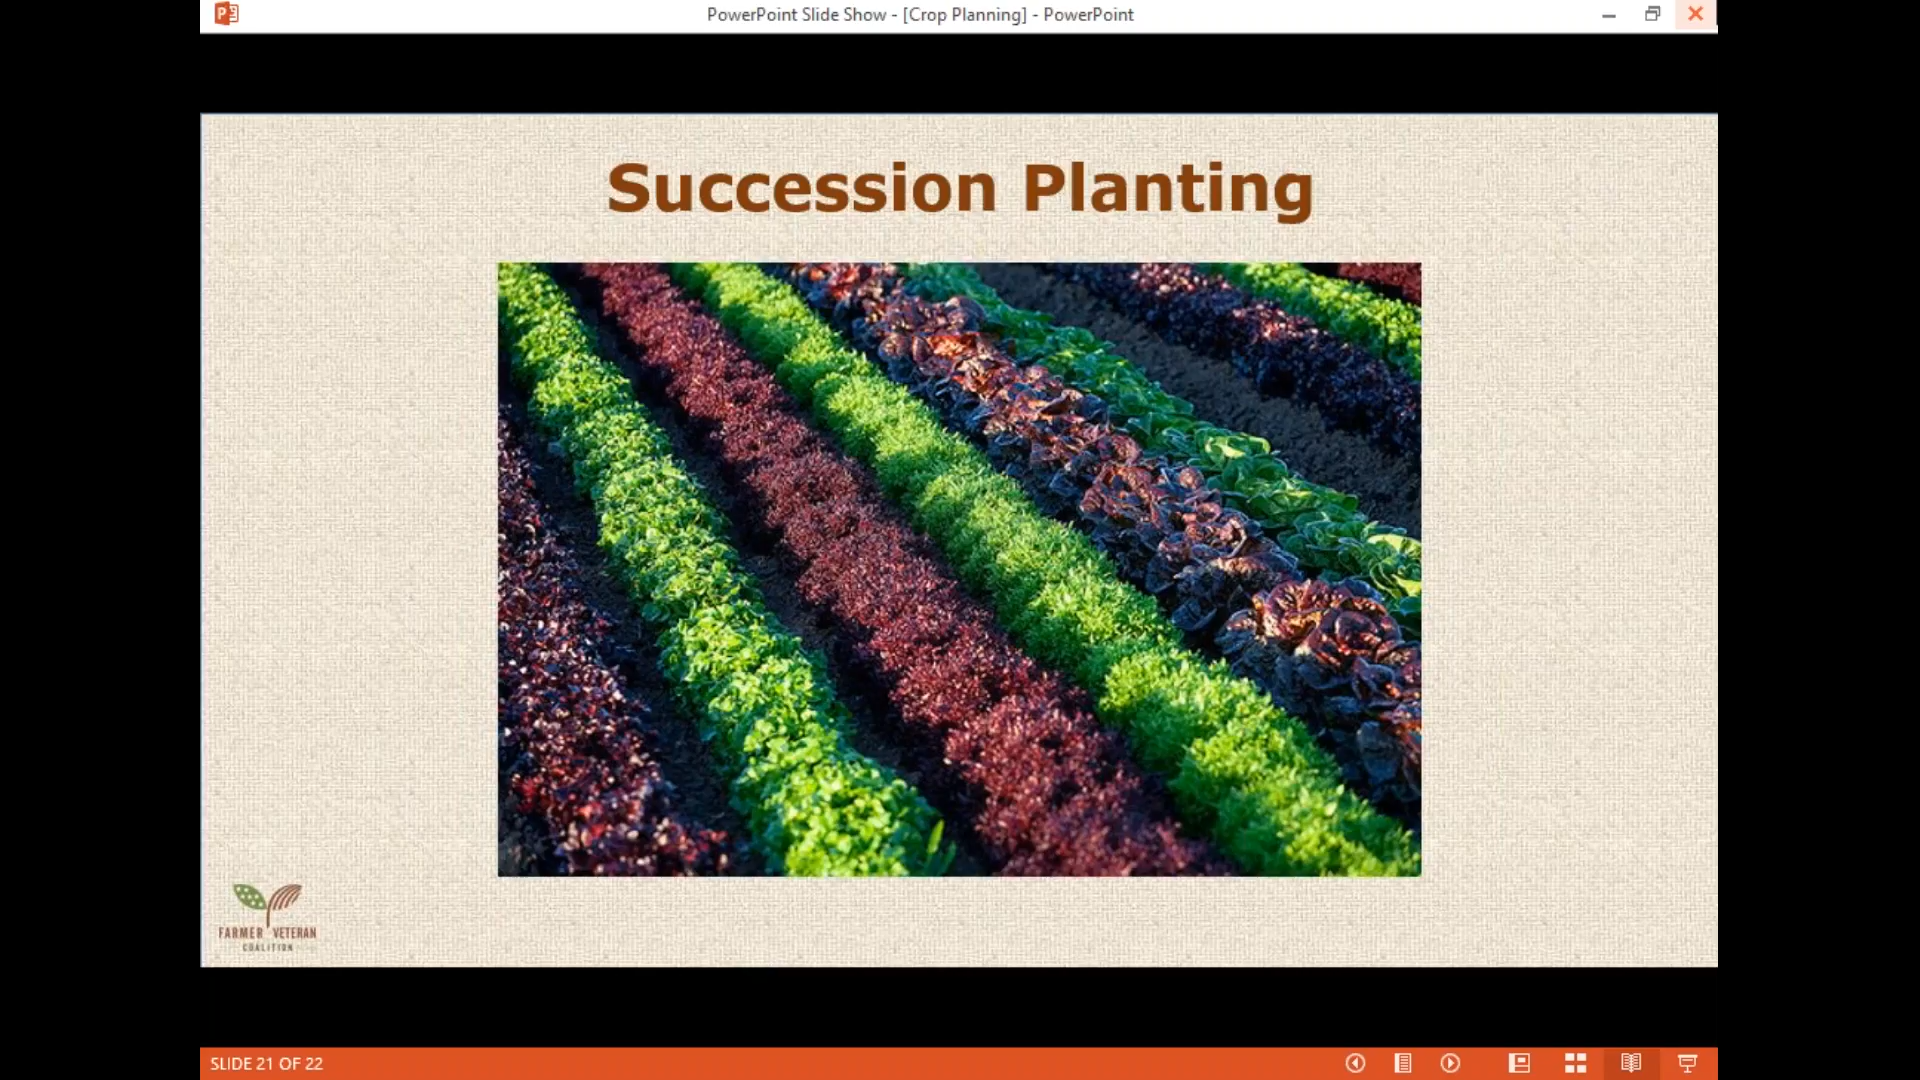 PowerPoint Slide Show - [Crop Planning] - PowerPoint
Succession Planting
FARMER VETERAN
COALITION
SLIDE 21 OF 22